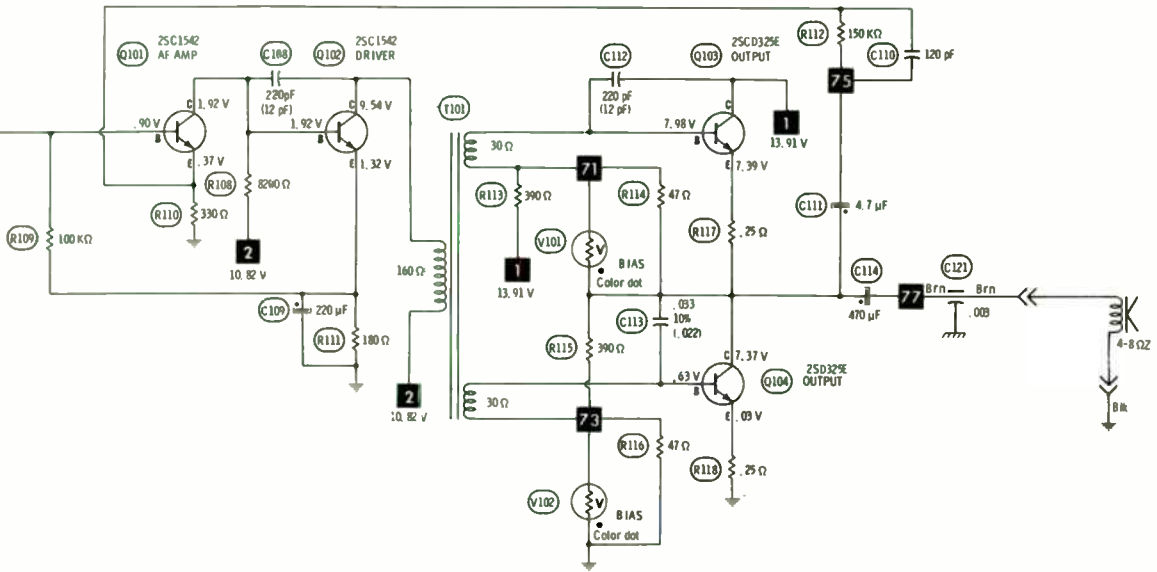 Q101
2SC1542
AF AMP
C108
220pF
(12 pF)
Q102
2SC1542
DRIVER
C112
220 pF
(12 pF)
Q103
2SCD325E
OUTPUT
R112
150 KΩ
C110
120 pF
75
C
1.92 V
C
9.54 V
T101
C
1
13.91 V
.90 V
B
1.92 V
B
30 Ω
7.98 V
B
E
.37 V
E
1.32 V
E
7.39 V
R108
8200 Ω
R110
330 Ω
R109
100 KΩ
2
10.82 V
R113
390 Ω
71
R114
47 Ω
C111
4.7 µF
R117
.25 Ω
V101
V
BIAS
Color dot
160 Ω
1
13.91 V
C114
470 µF
77
Brn
C121
Brn
.003
4-8 ΩZ
Blk
C109
220 µF
R111
180 Ω
C113
.033
10%
(.022)
R115
390 Ω
C
7.37 V
2SD325E
OUTPUT
Q104
.63 V
B
E
.03 V
2
10.82 V
30 Ω
73
R116
47 Ω
R118
.25 Ω
V102
V
BIAS
Color dot